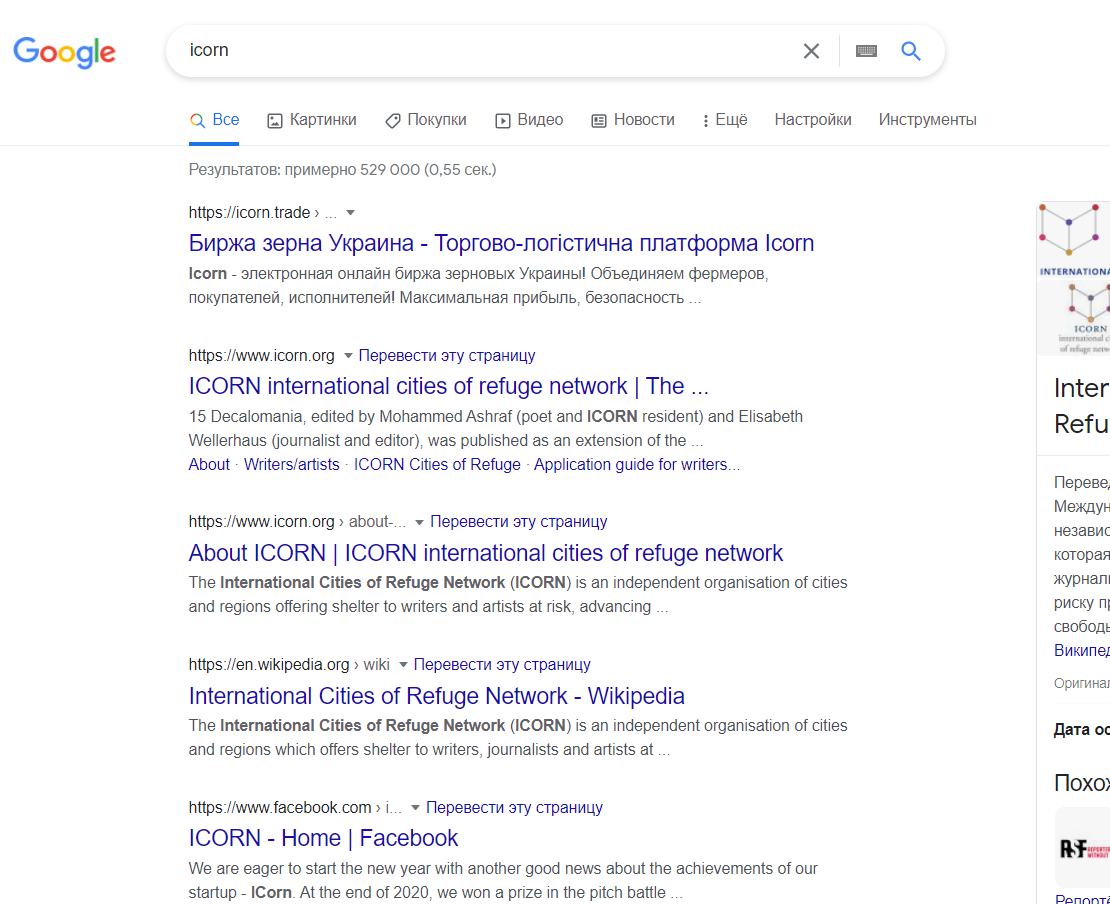 Google
icorn
Все Картинки Покупки Видео Новости Ещё Настройки Инструменты
Результатов: примерно 529 000 (0,55 сек.)
https://icorn.trade › ...
Биржа зерна Украина - Торгово-логістична платформа Icorn
Icorn - электронная онлайн биржа зерновых Украины! Объединяем фермеров,
покупателей, исполнителей! Максимальная прибыль, безопасность ...
https://www.icorn.org Перевести эту страницу
ICORN international cities of refuge network | The ...
15 Decalomania, edited by Mohammed Ashraf (poet and ICORN resident) and Elisabeth
Wellerhaus (journalist and editor), was published as an extension of the ...
About · Writers/artists · ICORN Cities of Refuge · Application guide for writers...
https://www.icorn.org › about-... Перевести эту страницу
About ICORN | ICORN international cities of refuge network
The International Cities of Refuge Network (ICORN) is an independent organisation of cities
and regions offering shelter to writers and artists at risk, advancing ...
https://en.wikipedia.org › wiki Перевести эту страницу
International Cities of Refuge Network - Wikipedia
The International Cities of Refuge Network (ICORN) is an independent organisation of cities
and regions which offers shelter to writers, journalists and artists at ...
https://www.facebook.com › i... Перевести эту страницу
ICORN - Home | Facebook
We are eager to start the new year with another good news about the achievements of our
startup - ICorn. At the end of 2020, we won a prize in the pitch battle ...
INTERNATIONA
ICORN
international ci
of refuge netw
Inter
Refu
Перевед
Междун
независ
которая
журнали
риску п
свободы
Википед
Оригинал
Дата ос
Похож
RSF REPORTER
WITHOUT
Репортё